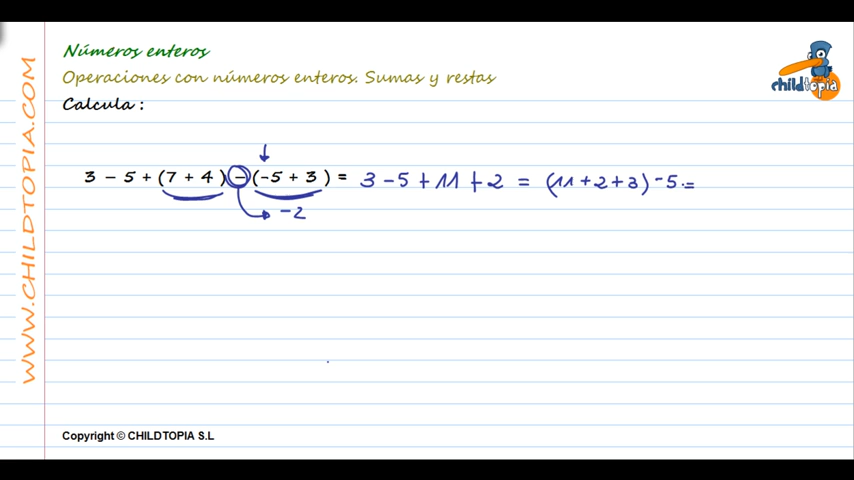 Números enteros
Operaciones con números enteros. Sumas y restas
Calcula :
childtopia
3 - 5 + (7 + 4 ) - (-5 + 3 ) = 3 - 5 + 11 + 2 = (11 + 2 + 3) - 5 =
-2
WWW.CHILDTOPIA.COM
Copyright © CHILDTOPIA S.L